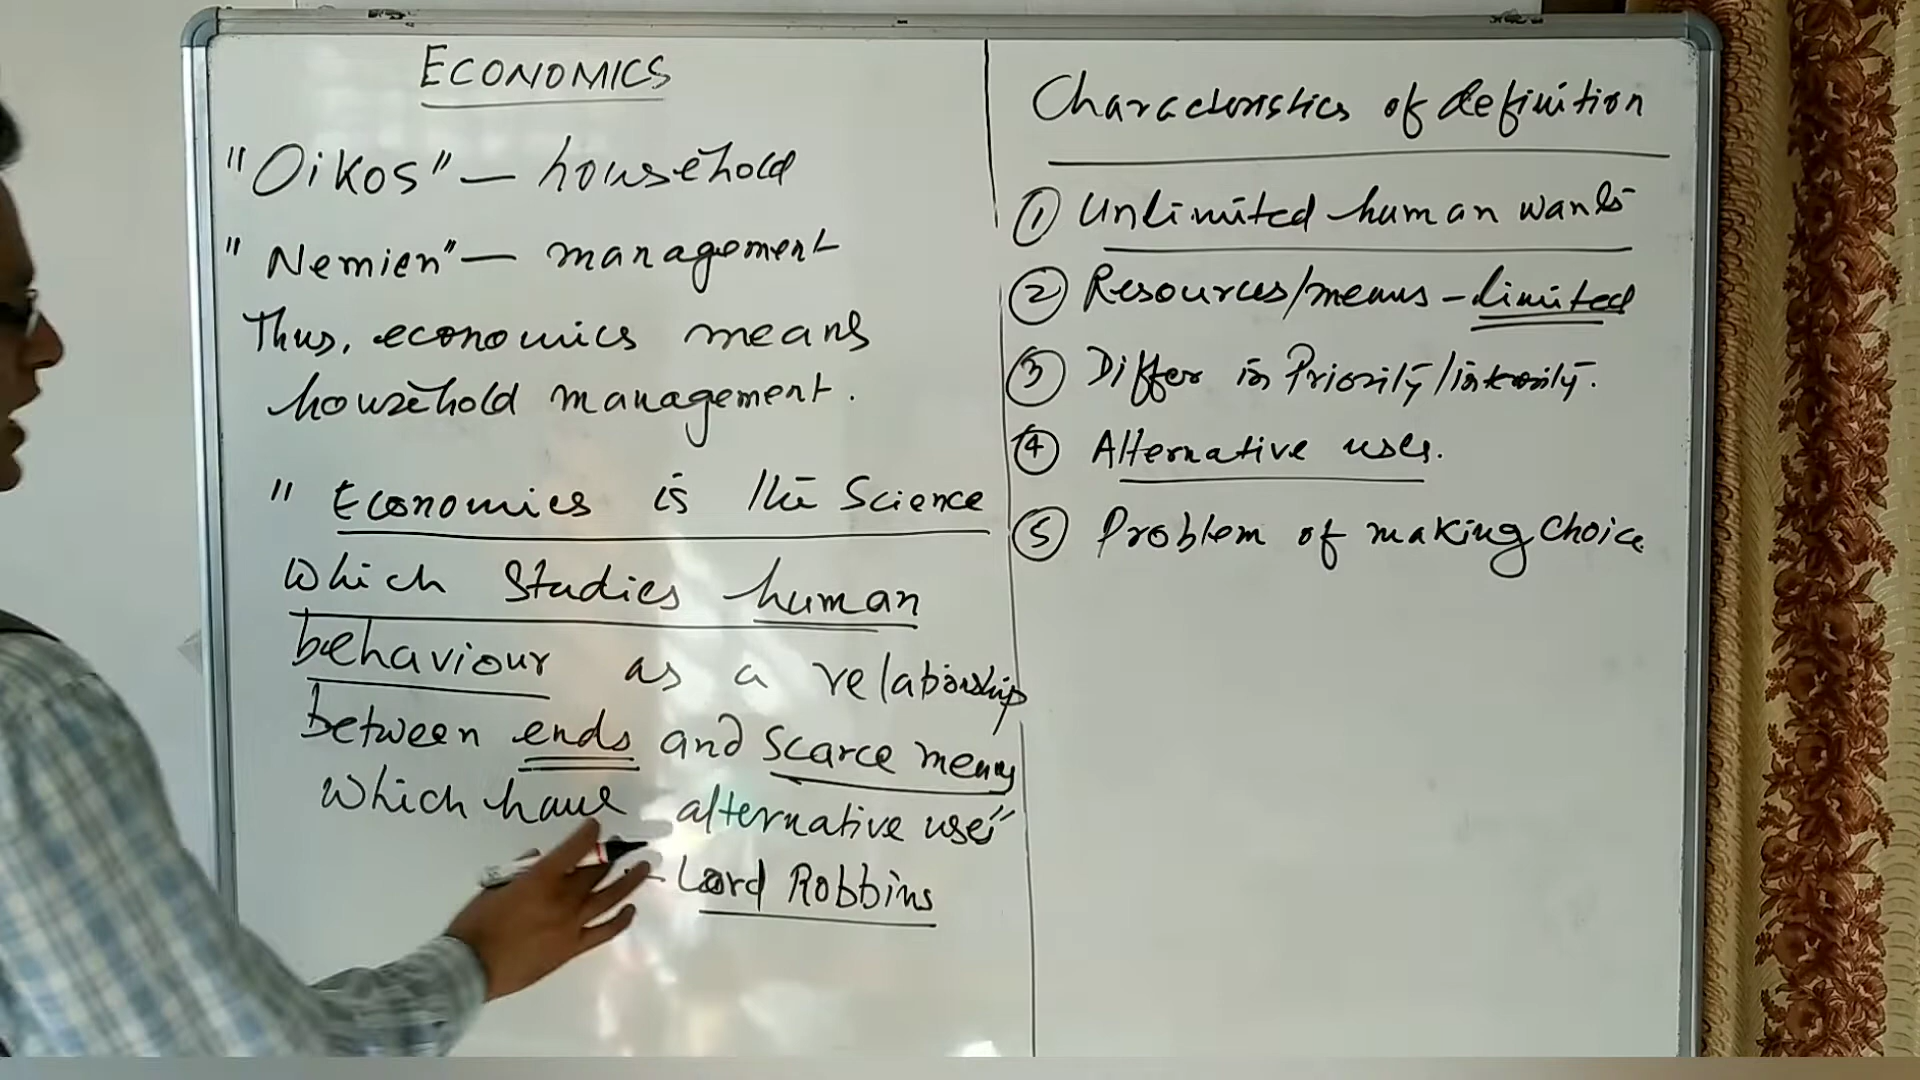 ECONOMICS
"Oikos" — household
"Nemien" — management
Thus, economics means
household management.
"Economics is the Science
Which Studies human
behaviour as a relationship
between ends and Scarce means
Which have alternative uses"
- Lord Robbins
Characteristics of definition
① Unlimited human wants
② Resources/means - limited
③ Differ in Priority/intensity.
④ Alternative uses.
⑤ Problem of making Choice